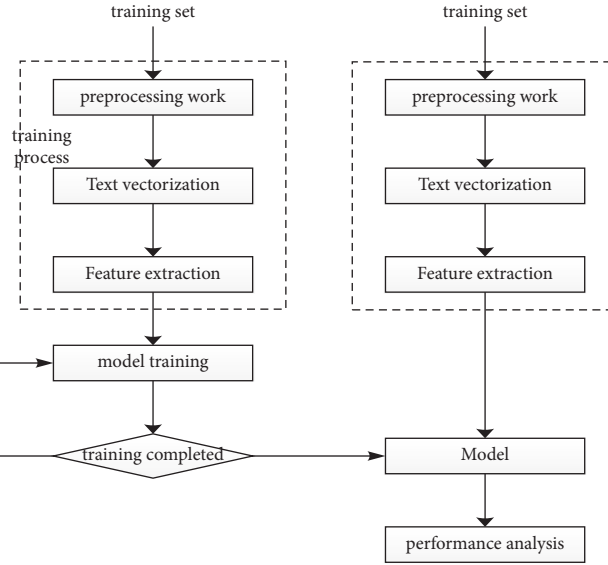 training set
preprocessing work
training
process
Text vectorization
Feature extraction
model training
training completed
training set
preprocessing work
Text vectorization
Feature extraction
Model
performance analysis